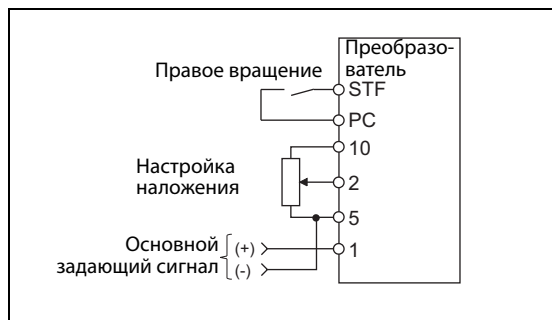 Преобразо-
ватель
Правое вращение
STF
PC
10
Настройка
наложения
2
5
Основной
задающий сигнал
(+)
(-)
1